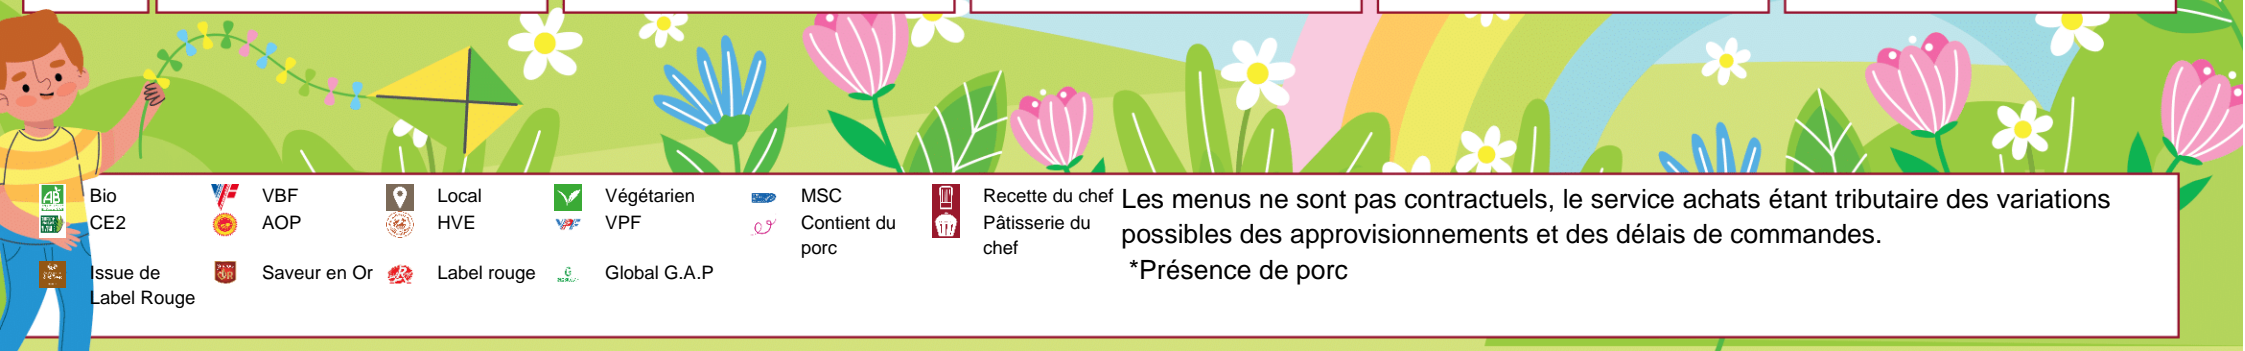 Bio VBF Local Végétarien MSC Recette du chef
CE2 AOP HVE VPF Contient du porc Pâtisserie du chef
Issue de Label Rouge Saveur en Or Label rouge Global G.A.P
Les menus ne sont pas contractuels, le service achats étant tributaire des variations
possibles des approvisionnements et des délais de commandes.
*Présence de porc